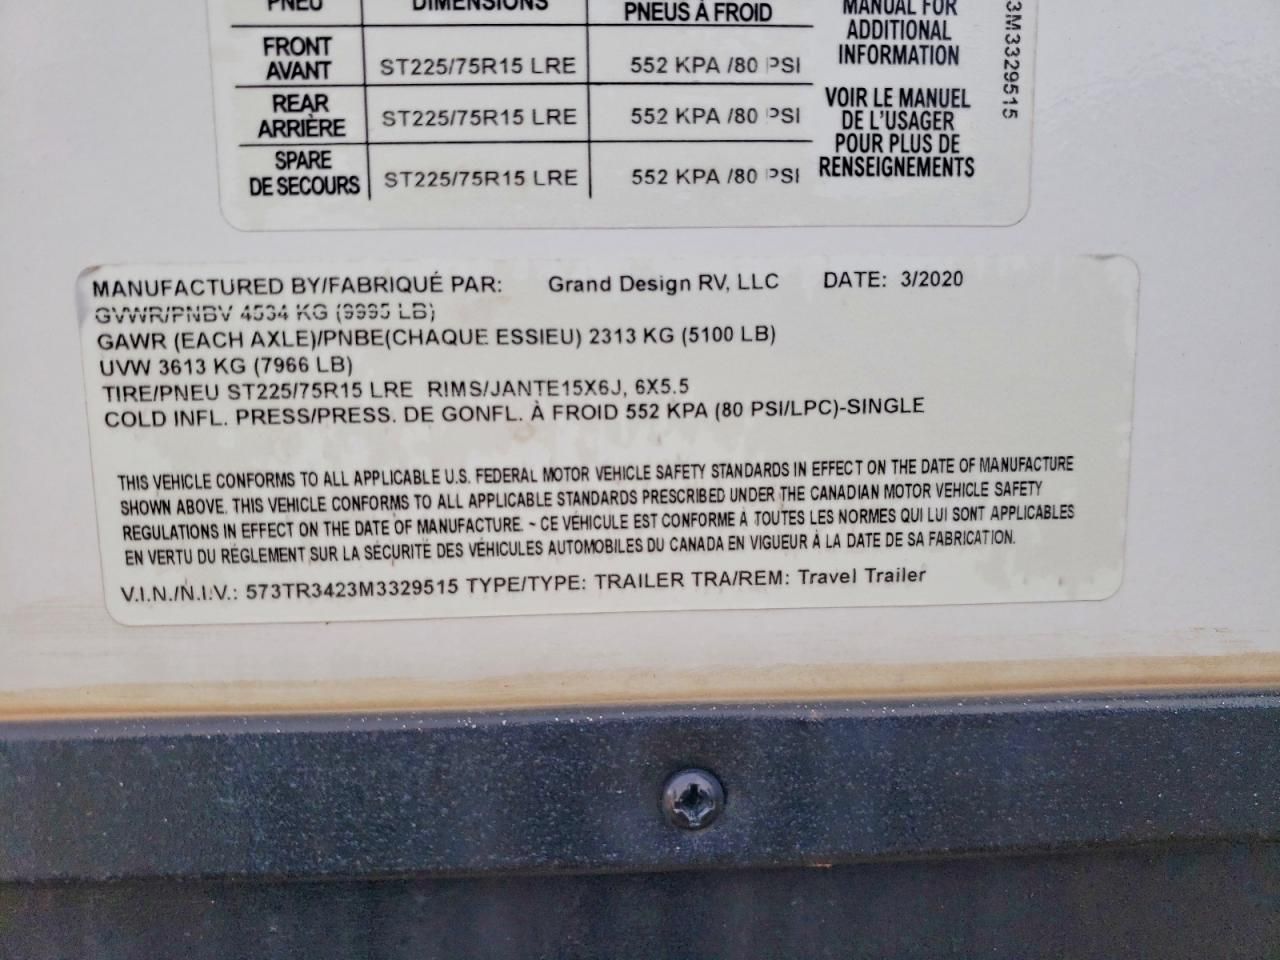 PNEU DIMENSIONS PNEUS À FROID
FRONT AVANT ST225/75R15 LRE 552 KPA /80 PSI
REAR ARRIÈRE ST225/75R15 LRE 552 KPA /80 PSI
SPARE DE SECOURS ST225/75R15 LRE 552 KPA /80 PSI
MANUAL FOR
ADDITIONAL
INFORMATION
VOIR LE MANUEL
DE L'USAGER
POUR PLUS DE
RENSEIGNEMENTS
3M3329515
MANUFACTURED BY/FABRIQUÉ PAR: Grand Design RV, LLC DATE: 3/2020
GVWR/PNBV 4534 KG (9995 LB)
GAWR (EACH AXLE)/PNBE(CHAQUE ESSIEU) 2313 KG (5100 LB)
UVW 3613 KG (7966 LB)
TIRE/PNEU ST225/75R15 LRE RIMS/JANTE15X6J, 6X5.5
COLD INFL. PRESS/PRESS. DE GONFL. À FROID 552 KPA (80 PSI/LPC)-SINGLE
THIS VEHICLE CONFORMS TO ALL APPLICABLE U.S. FEDERAL MOTOR VEHICLE SAFETY STANDARDS IN EFFECT ON THE DATE OF MANUFACTURE
SHOWN ABOVE. THIS VEHICLE CONFORMS TO ALL APPLICABLE STANDARDS PRESCRIBED UNDER THE CANADIAN MOTOR VEHICLE SAFETY
REGULATIONS IN EFFECT ON THE DATE OF MANUFACTURE. ~ CE VÉHICULE EST CONFORME À TOUTES LES NORMES QUI LUI SONT APPLICABLES
EN VERTU DU RÉGLEMENT SUR LA SÉCURITÉ DES VÉHICULES AUTOMOBILES DU CANADA EN VIGUEUR À LA DATE DE SA FABRICATION.
V.I.N./N.I.V.: 573TR3423M3329515 TYPE/TYPE: TRAILER TRA/REM: Travel Trailer